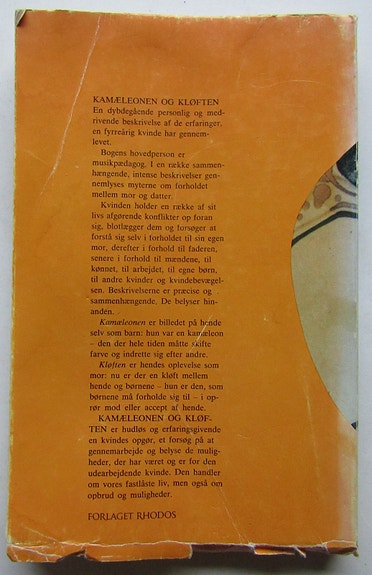 KAMÆLEONEN OG KLØFTEN
En dybdegående personlig og med-
rivende beskrivelse af de erfaringer,
en fyrreårig kvinde har gennem-
levet.
Bogens hovedperson er
musikpædagog. I en række sammen-
hængende, intense beskrivelser gen-
nemlyses myterne om forholdet
mellem mor og datter.
Kvinden holder en række af sit
livs afgørende konflikter op foran
sig, blotlægger dem og forsøger at
forstå sig selv i forholdet til sin egen
mor, derefter i forhold til faderen,
senere i forhold til mændene, til
kønnet, til arbejdet, til egne børn,
til andre kvinder og kvindebevægel-
sen. Beskrivelserne er præcise og
sammenhængende. De belyser hin-
anden.
Kamæleonen er billedet på hende
selv som barn: hun var en kamæleon
– den der hele tiden måtte skifte
farve og indrette sig efter andre.
Kløften er hendes oplevelse som
mor: nu er der en kløft mellem
hende og børnene – hun er den, som
børnene må forholde sig til – i op-
rør mod eller accept af hende.
KAMÆLEONEN OG KLØF-
TEN er hudløs og erfaringsgivende
en kvindes opgør, et forsøg på at
gennemarbejde og belyse de mulig-
heder, der har været og er for den
udearbejdende kvinde. Den handler
om vores fastlåste liv, men også om
opbrud og muligheder.
FORLAGET RHODOS